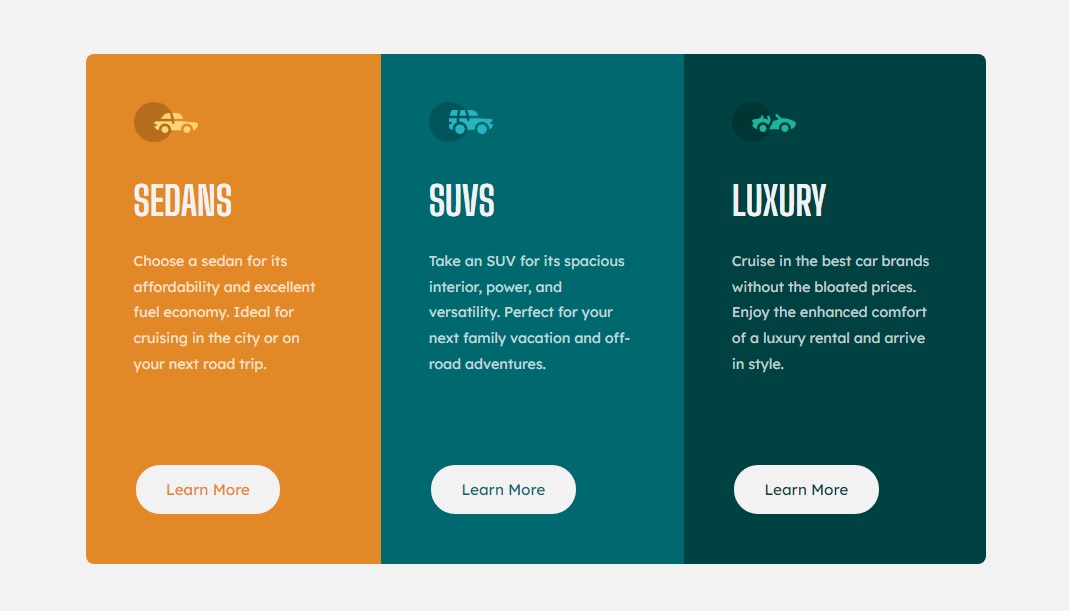 SEDANS
Choose a sedan for its
affordability and excellent
fuel economy. Ideal for
cruising in the city or on
your next road trip.
Learn More
SUVS
Take an SUV for its spacious
interior, power, and
versatility. Perfect for your
next family vacation and off-
road adventures.
Learn More
LUXURY
Cruise in the best car brands
without the bloated prices.
Enjoy the enhanced comfort
of a luxury rental and arrive
in style.
Learn More